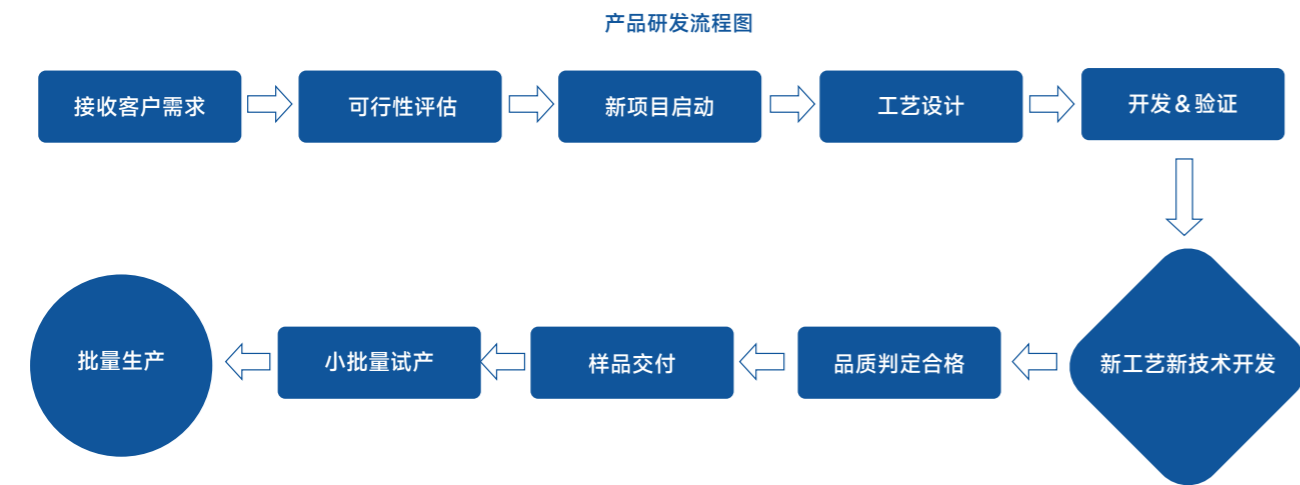 产品研发流程图
接收客户需求
可行性评估
新项目启动
工艺设计
开发&验证
新工艺新技术开发
品质判定合格
样品交付
小批量试产
批量生产